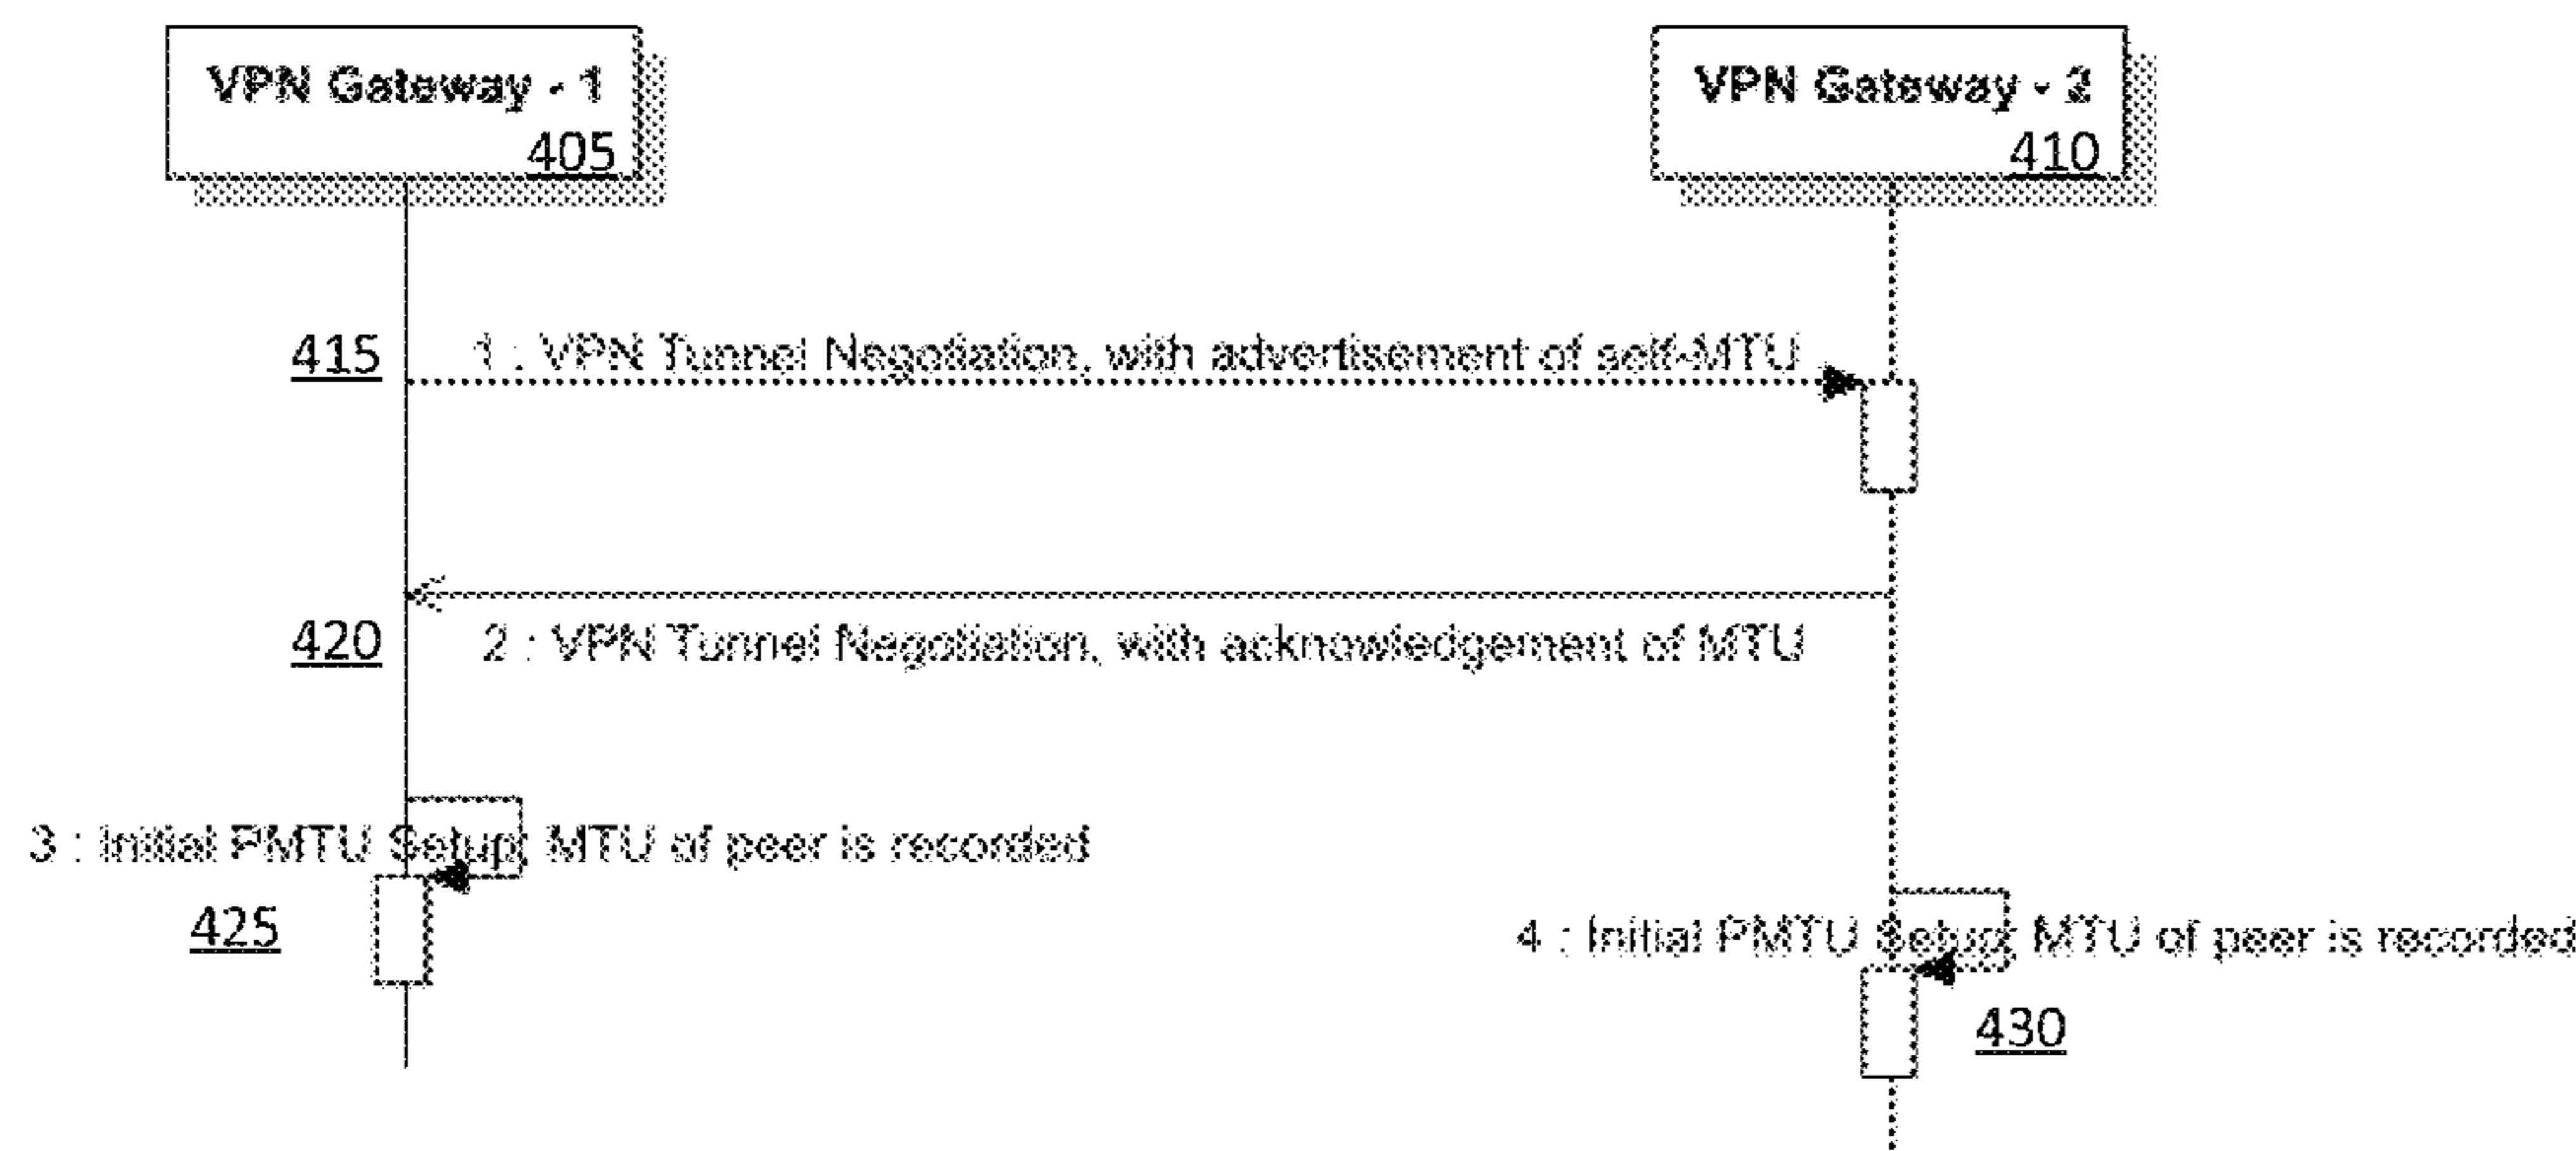 VPN Gateway - 1
405
VPN Gateway - 2
410
415
1 : VPN Tunnel Negotiation, with advertisement of self-MTU
420
2 : VPN Tunnel Negotiation, with acknowledgement of MTU
3 : Initial PMTU Setup; MTU of peer is recorded
425
4 : Initial PMTU Setup; MTU of peer is recorded
430